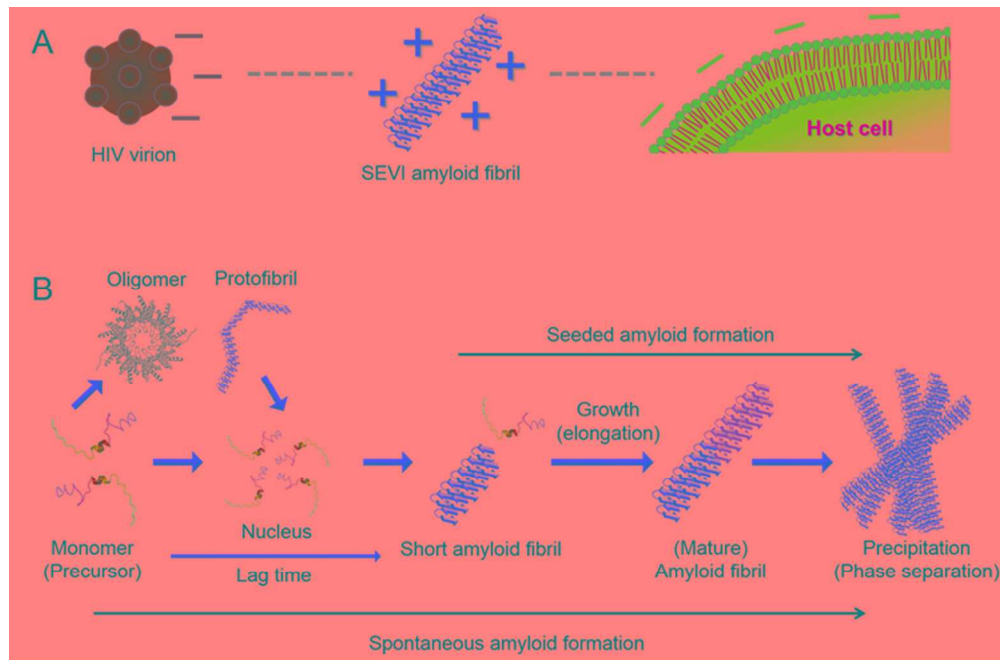 A
HIV virion
SEVI amyloid fibril
Host cell
B
Oligomer
Protofibril
Seeded amyloid formation
Growth
(elongation)
Monomer
(Precursor)
Nucleus
Lag time
Short amyloid fibril
(Mature)
Amyloid fibril
Precipitation
(Phase separation)
Spontaneous amyloid formation